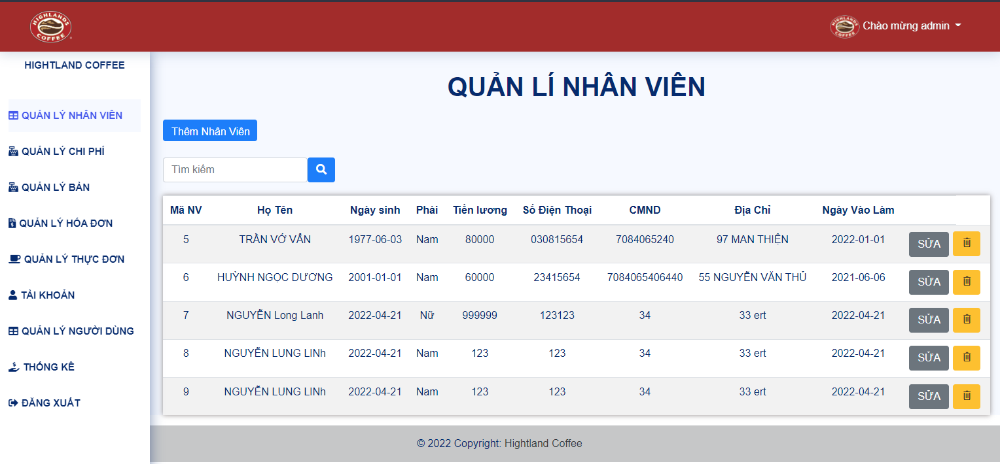 HIGHLANDS
COFFEE
HIGHLANDS
COFFEE
Chào mừng admin
HIGHTLAND COFFEE
QUẢN LÝ NHÂN VIÊN
QUẢN LÝ CHI PHÍ
QUẢN LÝ BÀN
QUẢN LÝ HÓA ĐƠN
QUẢN LÝ THỰC ĐƠN
TÀI KHOẢN
QUẢN LÝ NGƯỜI DÙNG
THỐNG KÊ
ĐĂNG XUẤT
QUẢN LÍ NHÂN VIÊN
Thêm Nhân Viên
Tìm kiếm
Mã NV Họ Tên Ngày sinh Phái Tiền lương Số Điện Thoại CMND Địa Chỉ Ngày Vào Làm
5 TRẦN VỚ VẨN 1977-06-03 Nam 80000 030815654 7084065240 97 MAN THIỆN 2022-01-01 SỬA
6 HUỲNH NGỌC DƯƠNG 2001-01-01 Nam 60000 23415654 7084065406440 55 NGUYỄN VĂN THỦ 2021-06-06 SỬA
7 NGUYỄN Long Lanh 2022-04-21 Nữ 999999 123123 34 33 ert 2022-04-21 SỬA
8 NGUYỄN LUNG LINh 2022-04-21 Nam 123 123 34 33 ert 2022-04-21 SỬA
9 NGUYỄN LUNG LINh 2022-04-21 Nam 123 123 34 33 ert 2022-04-21 SỬA
© 2022 Copyright: Hightland Coffee